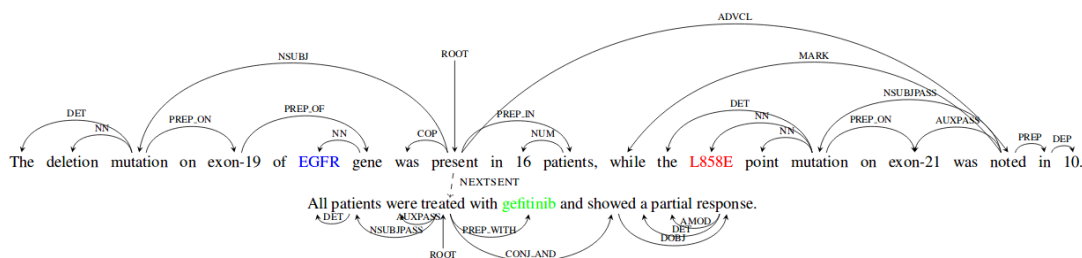 ADVCL
ROOT
NSUBJ
MARK
NSUBJPASS
DET
PREP_OF
PREP_IN
DET
NN
PREP_ON
NN
COP
NUM
NN
NN
PREP_ON
AUXPASS
PREP
DEP
The deletion mutation on exon-19 of EGFR gene was present in 16 patients, while the L858E point mutation on exon-21 was noted in 10.
NEXTSENT
All patients were treated with gefitinib and showed a partial response.
DET
AUXPASS
AMOD
NSUBJPASS
PREP_WITH
DET
DOBJ
ROOT
CONJ_AND